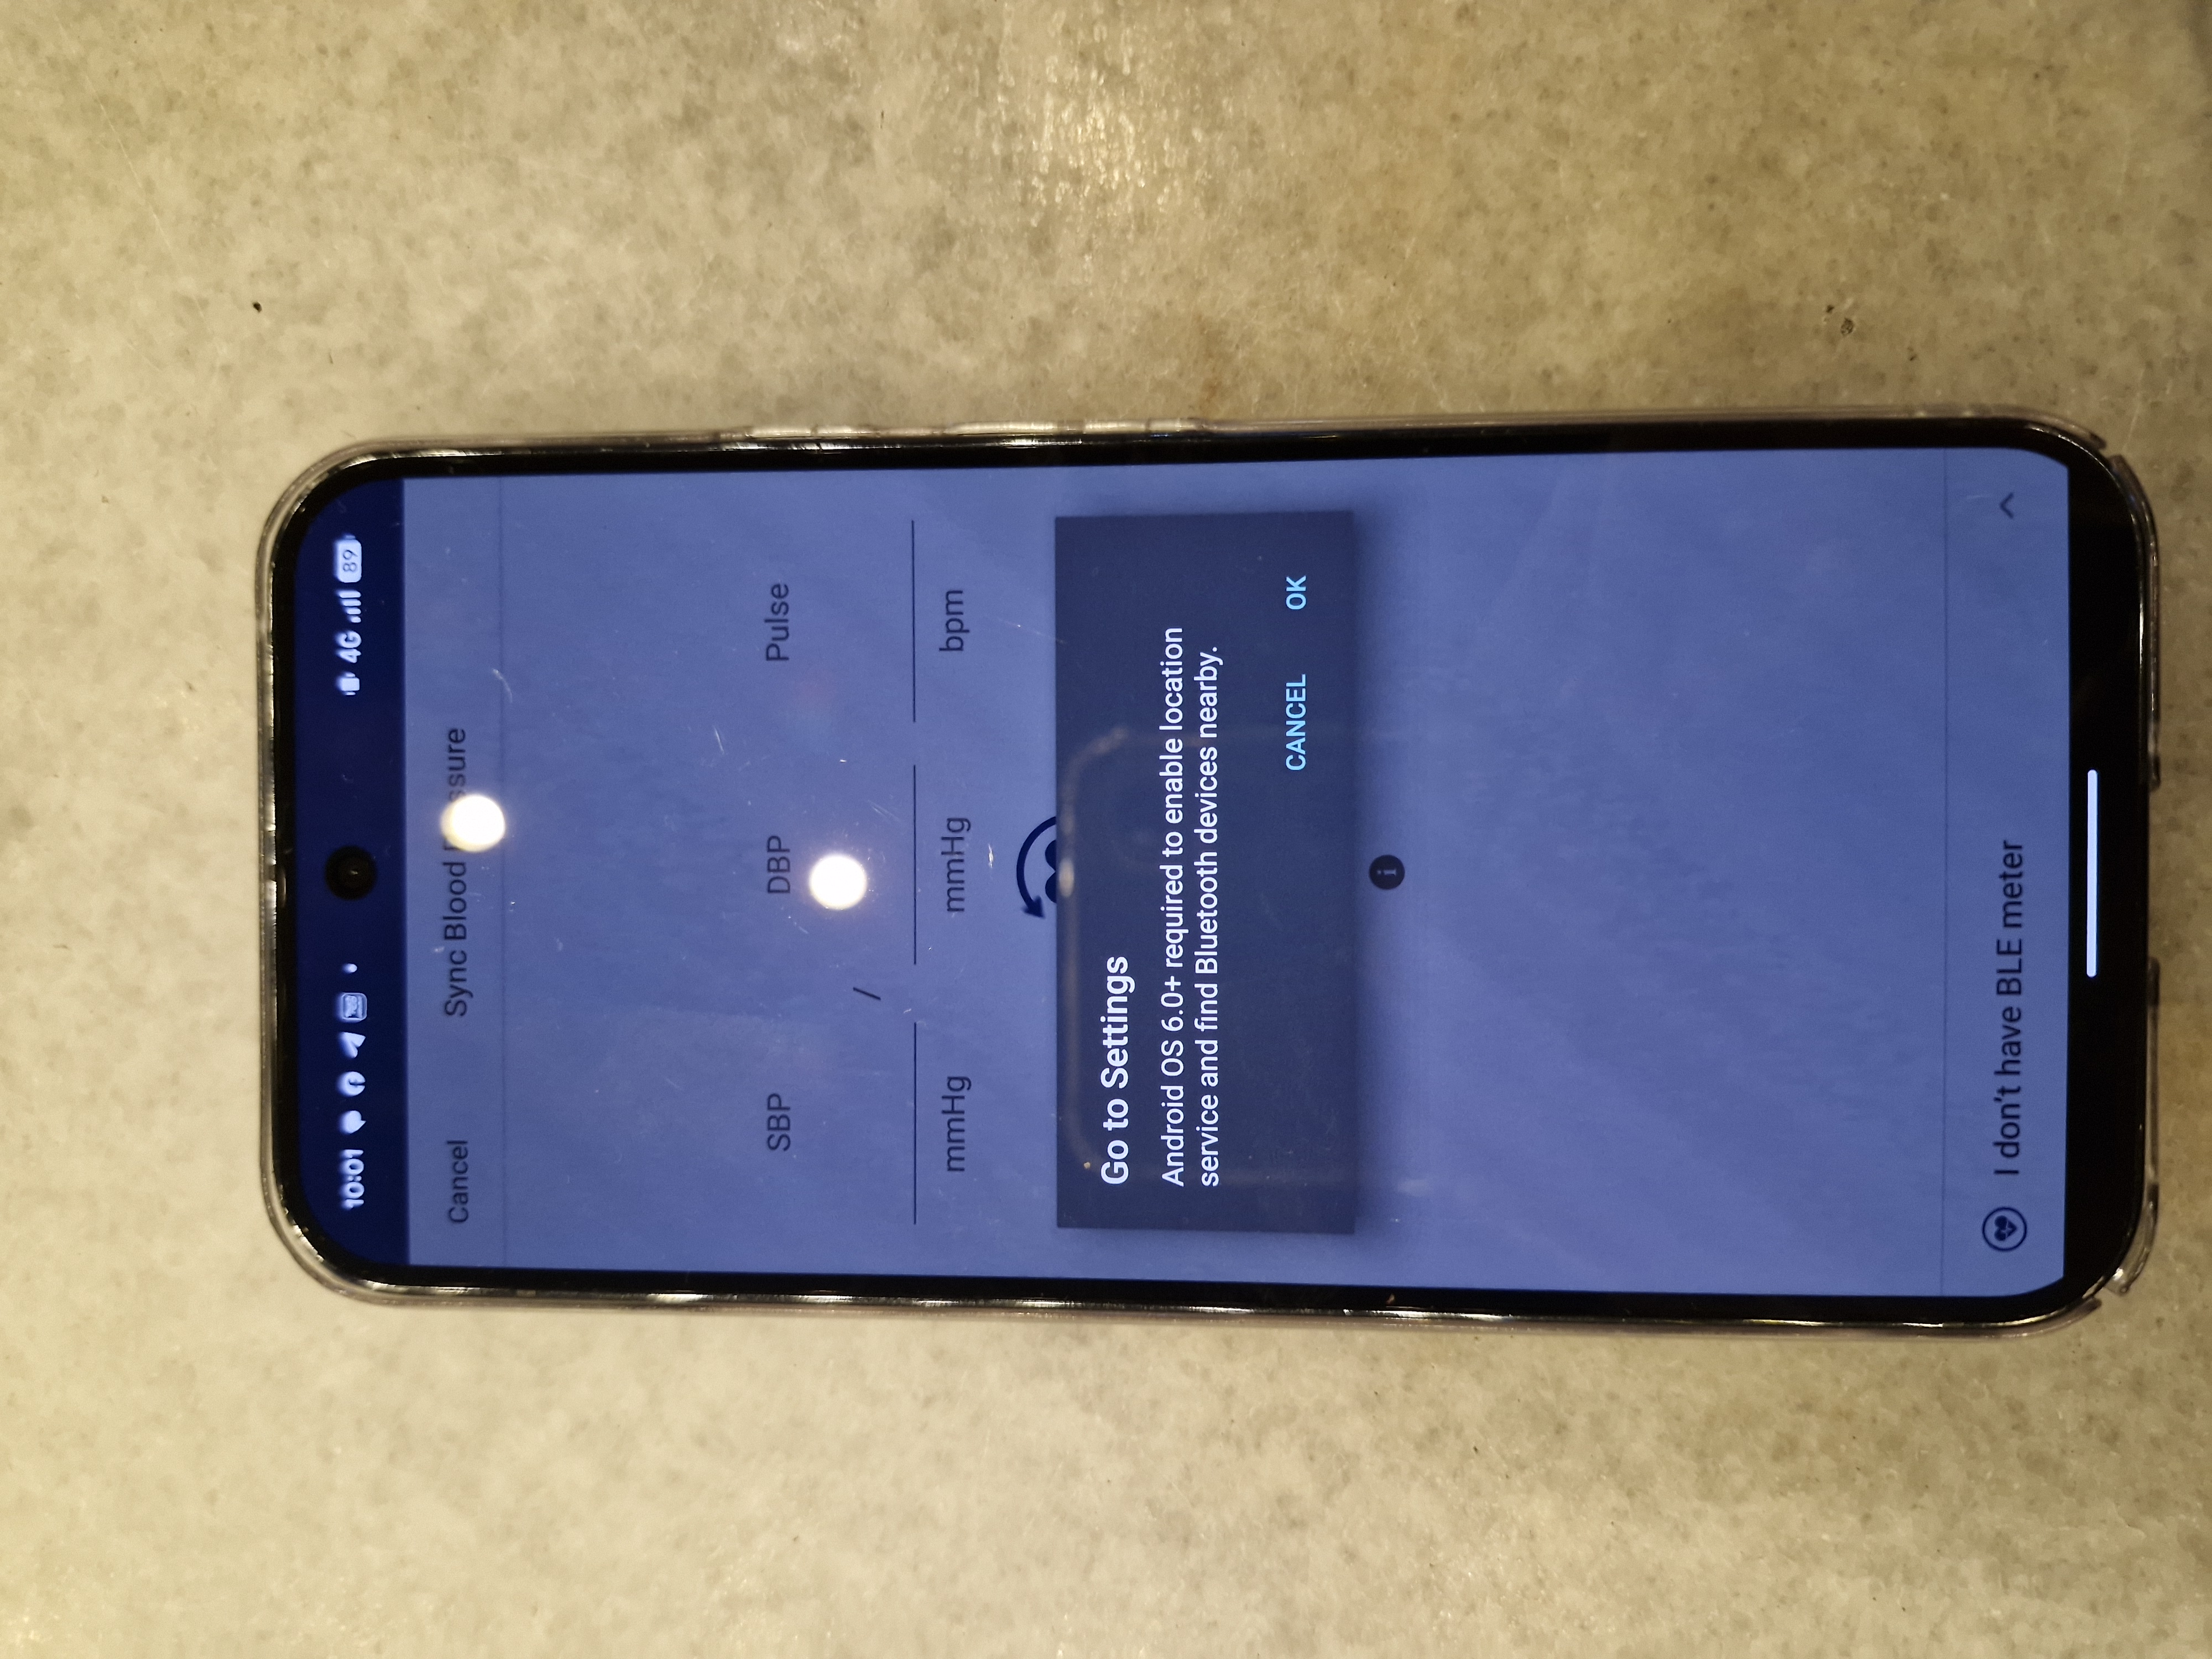 10:01 4G 89
Cancel Sync Blood
SBP DBP Pulse
/
mmHg mmHg bpm
Go to Settings
Android OS 6.0+ required to enable location
service and find Bluetooth devices nearby.
CANCEL OK
i
I don't have BLE meter